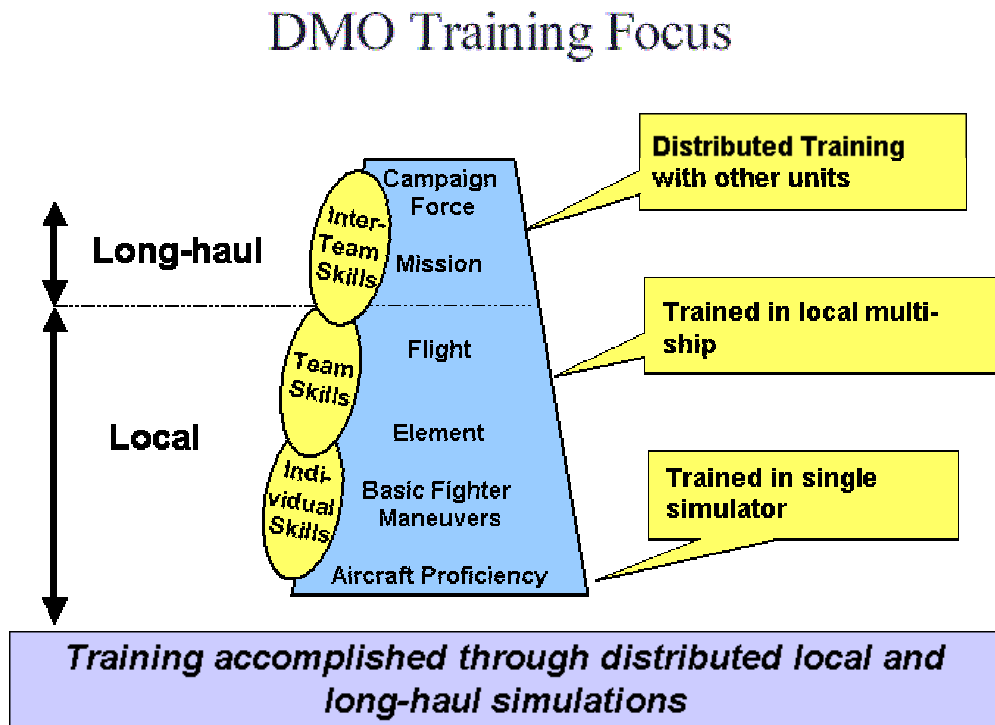 DMO Training Focus
Distributed Training
with other units
Campaign
Force
Inter-
Team
Skills
Long-haul
Mission
Trained in local multi-
ship
Flight
Team
Skills
Local
Element
Trained in single
simulator
Indi-
vidual
Skills
Basic Fighter
Maneuvers
Aircraft Proficiency
Training accomplished through distributed local and
long-haul simulations